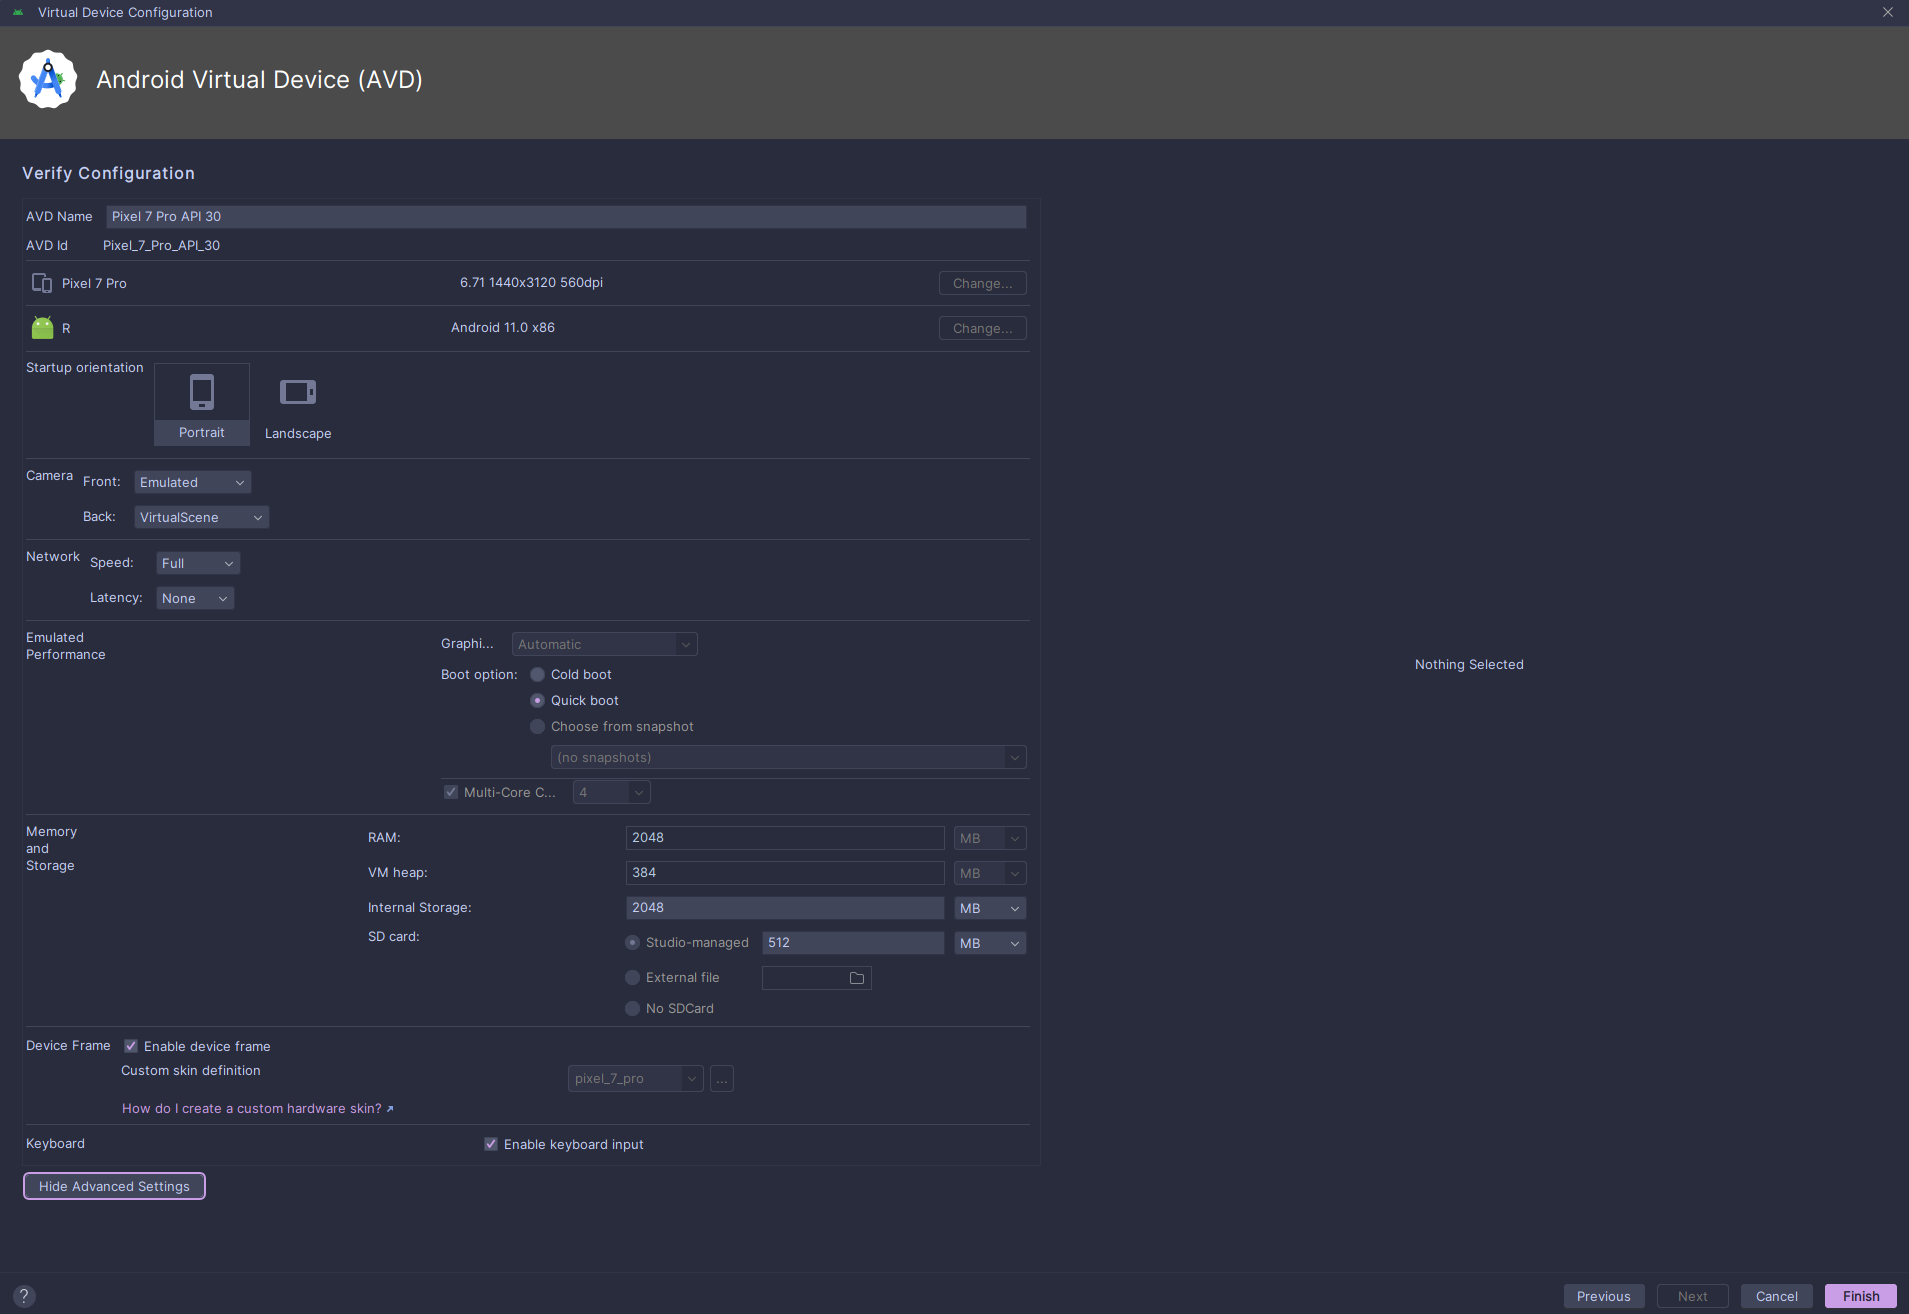 Virtual Device Configuration
Android Virtual Device (AVD)
Verify Configuration
AVD Name Pixel 7 Pro API 30
AVD Id Pixel_7_Pro_API_30
Pixel 7 Pro 6.71 1440x3120 560dpi Change...
R Android 11.0 x86 Change...
Startup orientation
Portrait Landscape
Camera Front: Emulated
Back: VirtualScene
Network Speed: Full
Latency: None
Emulated
Performance
Graphi... Automatic
Boot option: Cold boot
Quick boot
Choose from snapshot
(no snapshots)
Multi-Core C... 4
Memory
and
Storage
RAM: 2048 MB
VM heap: 384 MB
Internal Storage: 2048 MB
SD card: Studio-managed 512 MB
External file
No SDCard
Device Frame Enable device frame
Custom skin definition pixel_7_pro ...
How do I create a custom hardware skin?
Keyboard Enable keyboard input
Hide Advanced Settings
Nothing Selected
? Previous Next Cancel Finish